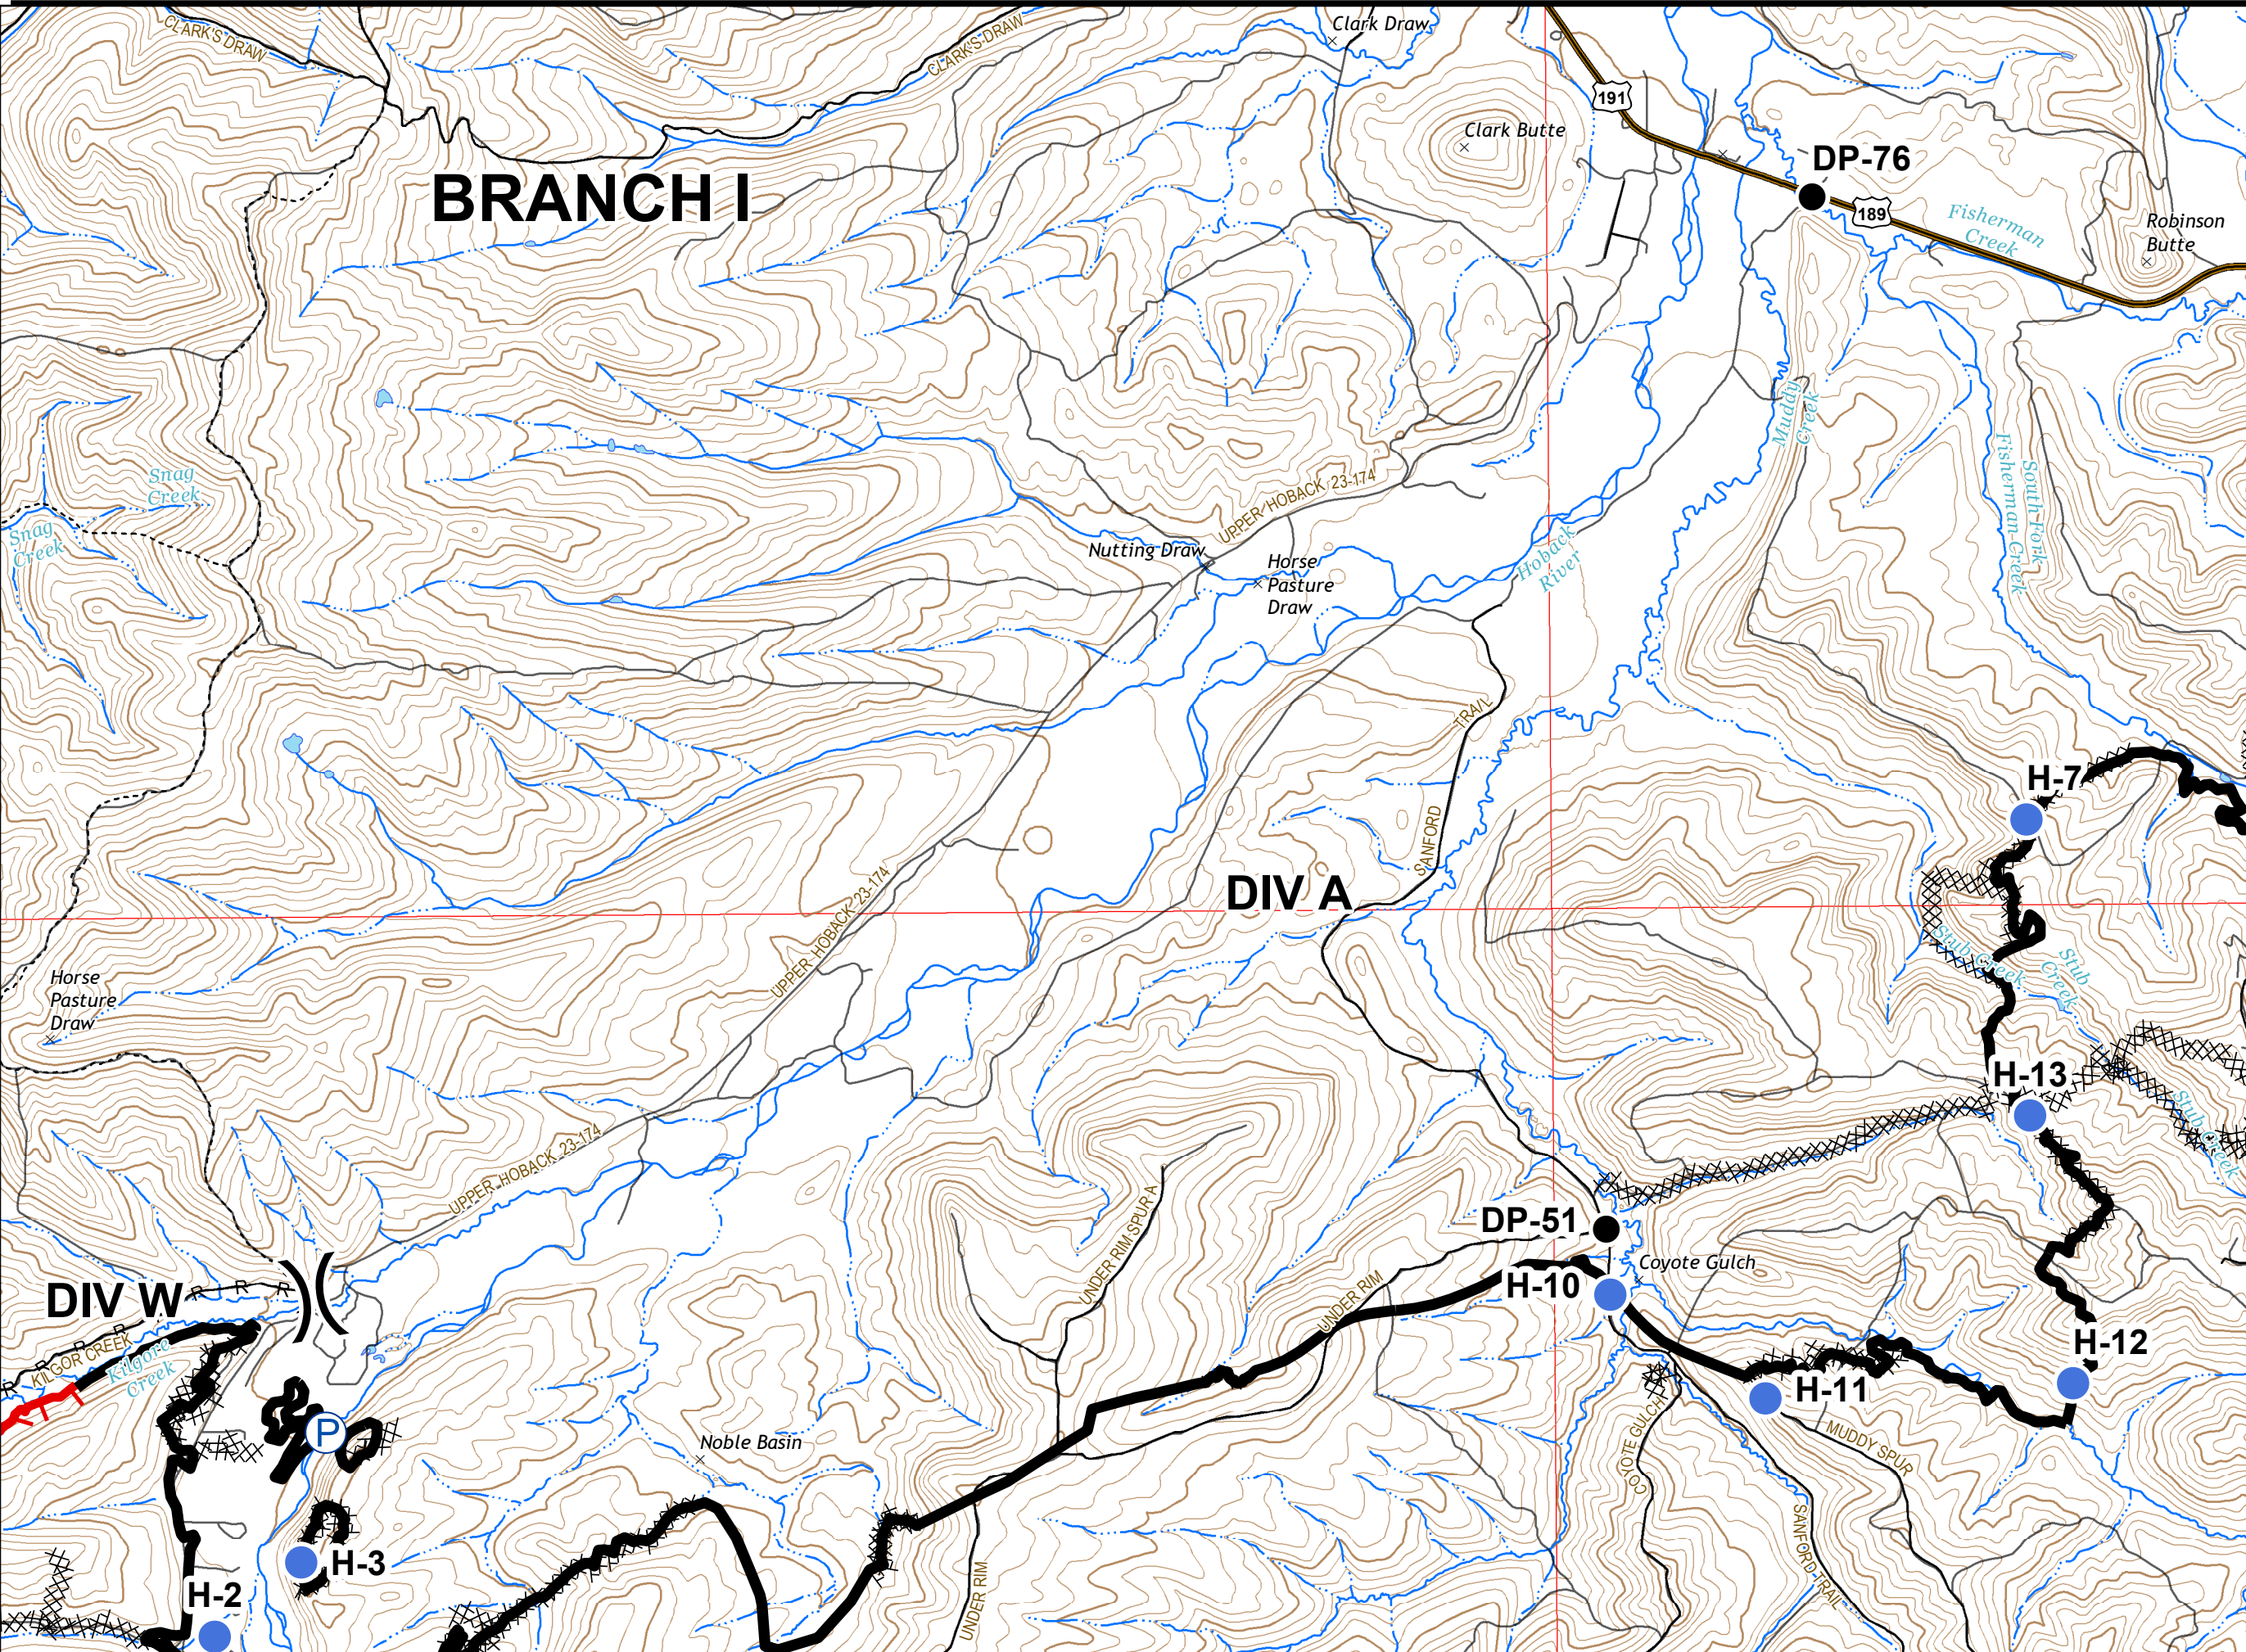 CLARK'S DRAW
CLARK'S DRAW
Clark Draw
191
Clark Butte
DP-76
189
Fisherman
Creek
Robinson
Butte
BRANCH I
Muddy
Creek
South Fork
Fisherman Creek
Snag
Creek
Snag
Creek
UPPER HOBACK 23-174
Nutting Draw
Horse
Pasture
Draw
Hoback
River
TRAIL
SANFORD
H-7
UPPER HOBACK 23-174
DIV A
Stub Creek
Stub
Creek
Horse
Pasture
Draw
H-13
Stub Creek
UPPER HOBACK 23-174
UNDER RIM SPUR A
DP-51
Coyote Gulch
H-10
UNDER RIM
DIV W
R
R
R
R
R
R
R
KILGOR CREEK
Kilgore
Creek
H-12
H-11
P
Noble Basin
COYOTE GULCH
MUDDY SPUR
SANFORD TRAIL
H-3
H-2
UNDER RIM